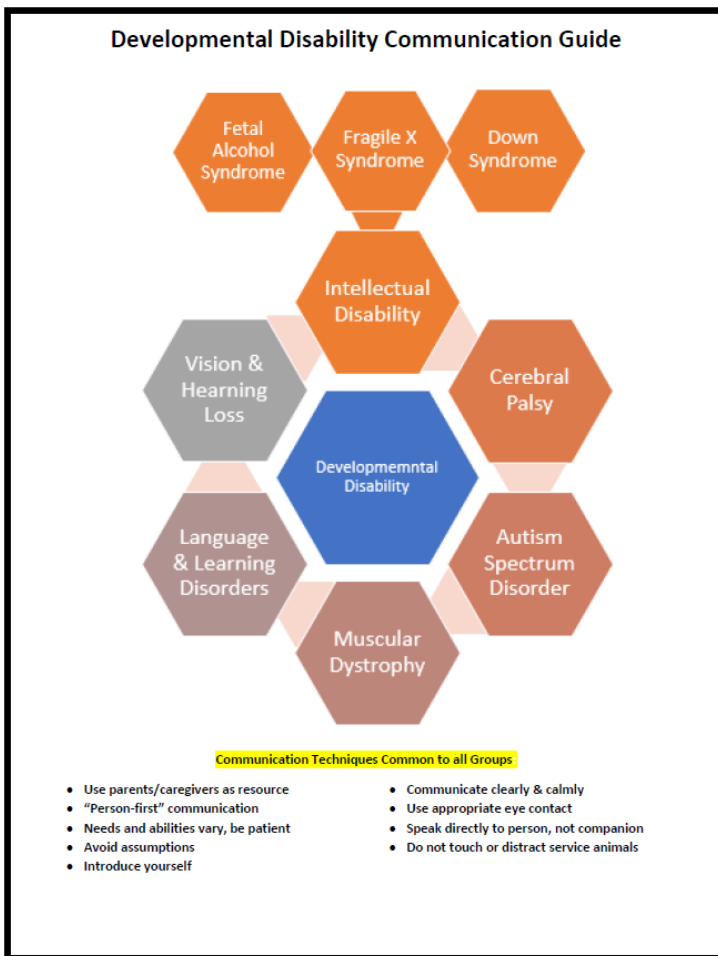 Developmental Disability Communication Guide
Fetal
Alcohol
Syndrome
Fragile X
Syndrome
Down
Syndrome
Intellectual
Disability
Vision &
Hearning
Loss
Cerebral
Palsy
Developmemntal
Disability
Language
& Learning
Disorders
Autism
Spectrum
Disorder
Muscular
Dystrophy
Communication Techniques Common to all Groups
• Use parents/caregivers as resource
• “Person-first” communication
• Needs and abilities vary, be patient
• Avoid assumptions
• Introduce yourself
• Communicate clearly & calmly
• Use appropriate eye contact
• Speak directly to person, not companion
• Do not touch or distract service animals